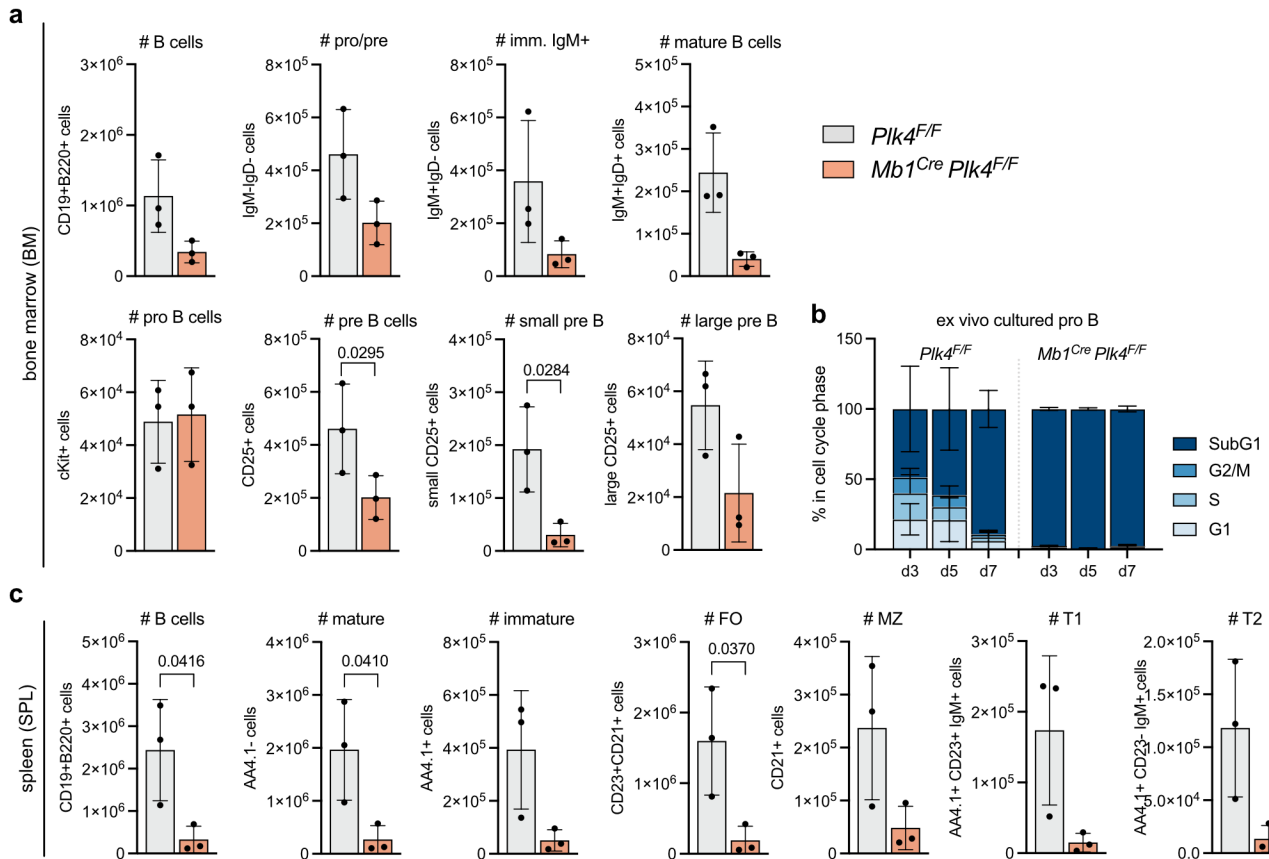 a
bone marrow (BM)
# B cells
CD19+B220+ cells
3×10⁶
2×10⁶
1×10⁶
0
# pro/pre
IgM-IgD- cells
8×10⁵
6×10⁵
4×10⁵
2×10⁵
0
# imm. IgM+
IgM+IgD- cells
8×10⁵
6×10⁵
4×10⁵
2×10⁵
0
# mature B cells
IgM+IgD+ cells
5×10⁵
4×10⁵
3×10⁵
2×10⁵
1×10⁵
0
Plk4^F/F
Mb1^Cre Plk4^F/F
# pro B cells
cKit+ cells
8×10⁴
6×10⁴
4×10⁴
2×10⁴
0
# pre B cells
CD25+ cells
8×10⁵
6×10⁵
4×10⁵
2×10⁵
0
0.0295
# small pre B
small CD25+ cells
4×10⁵
3×10⁵
2×10⁵
1×10⁵
0
0.0284
# large pre B
large CD25+ cells
8×10⁴
6×10⁴
4×10⁴
2×10⁴
0
b
ex vivo cultured pro B
Plk4^F/F
Mb1^Cre Plk4^F/F
% in cell cycle phase
150
100
50
0
d3 d5 d7 d3 d5 d7
SubG1
G2/M
S
G1
c
spleen (SPL)
# B cells
CD19+B220+ cells
5×10⁶
4×10⁶
3×10⁶
2×10⁶
1×10⁶
0
0.0416
# mature
AA4.1- cells
4×10⁶
3×10⁶
2×10⁶
1×10⁶
0
0.0410
# immature
AA4.1+ cells
8×10⁵
6×10⁵
4×10⁵
2×10⁵
0
# FO
CD23+CD21+ cells
3×10⁶
2×10⁶
1×10⁶
0
0.0370
# MZ
CD21+ cells
4×10⁵
3×10⁵
2×10⁵
1×10⁵
0
# T1
AA4.1+ CD23+ IgM+ cells
3×10⁵
2×10⁵
1×10⁵
0
# T2
AA4.1+ CD23- IgM+ cells
2.0×10⁵
1.5×10⁵
1.0×10⁵
5.0×10⁴
0.0